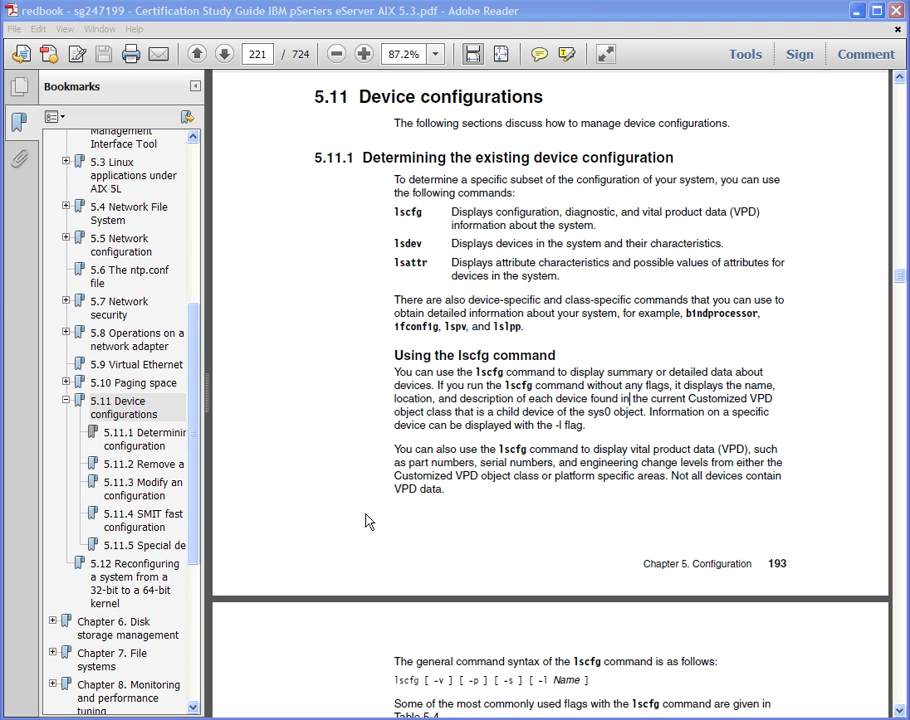 redbook - sg247199 - Certification Study Guide IBM pSeriers eServer AIX 5.3.pdf - Adobe Reader
File Edit View Window Help
221 / 724 87.2% Tools Sign Comment
Bookmarks
Management
Interface Tool
5.3 Linux
applications under
AIX 5L
5.4 Network File
System
5.5 Network
configuration
5.6 The ntp.conf
file
5.7 Network
security
5.8 Operations on a
network adapter
5.9 Virtual Ethernet
5.10 Paging space
5.11 Device
configurations
5.11.1 Determinin
configuration
5.11.2 Remove a
5.11.3 Modify an
configuration
5.11.4 SMIT fast
configuration
5.11.5 Special de
5.12 Reconfiguring
a system from a
32-bit to a 64-bit
kernel
Chapter 6. Disk
storage management
Chapter 7. File
systems
Chapter 8. Monitoring
and performance
tuning
5.11 Device configurations
The following sections discuss how to manage device configurations.
5.11.1 Determining the existing device configuration
To determine a specific subset of the configuration of your system, you can use
the following commands:
lscfg Displays configuration, diagnostic, and vital product data (VPD)
information about the system.
lsdev Displays devices in the system and their characteristics.
lsattr Displays attribute characteristics and possible values of attributes for
devices in the system.
There are also device-specific and class-specific commands that you can use to
obtain detailed information about your system, for example, bindprocessor,
ifconfig, lspv, and lslpp.
Using the lscfg command
You can use the lscfg command to display summary or detailed data about
devices. If you run the lscfg command without any flags, it displays the name,
location, and description of each device found in the current Customized VPD
object class that is a child device of the sys0 object. Information on a specific
device can be displayed with the -l flag.
You can also use the lscfg command to display vital product data (VPD), such
as part numbers, serial numbers, and engineering change levels from either the
Customized VPD object class or platform specific areas. Not all devices contain
VPD data.
Chapter 5. Configuration 193
The general command syntax of the lscfg command is as follows:
lscfg [ -v ] [ -p ] [ -s ] [ -l Name ]
Some of the most commonly used flags with the lscfg command are given in
Table 5-4